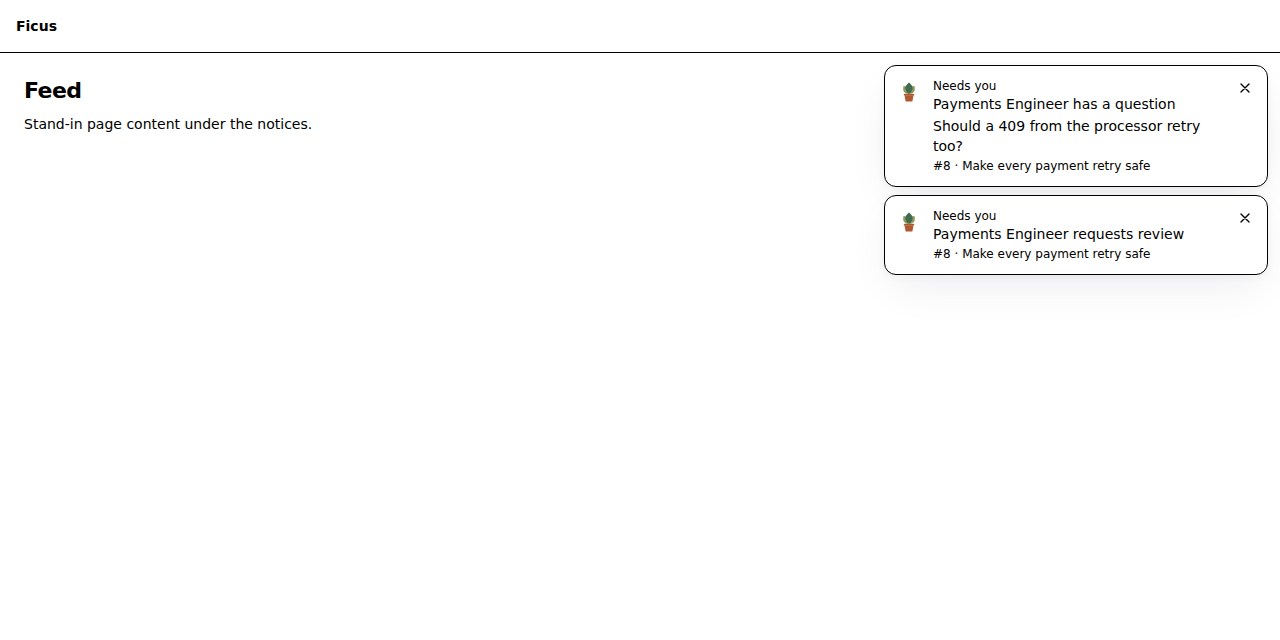 Ficus
Feed
Stand-in page content under the notices.
Needs you
Payments Engineer has a question
Should a 409 from the processor retry
too?
#8 · Make every payment retry safe
Needs you
Payments Engineer requests review
#8 · Make every payment retry safe